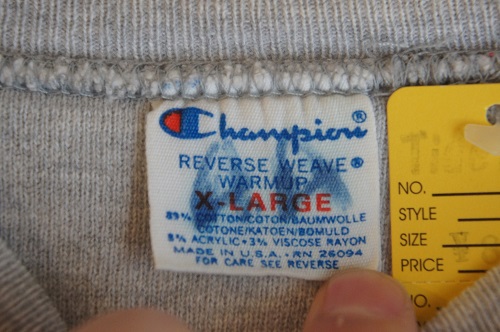 Champion®
REVERSE WEAVE®
WARMUP
X-LARGE
89% COTTON/COTON/BAUMWOLLE
COTONE/KATOEN/BOMULD
8% ACRYLIC • 3% VISCOSE RAYON
MADE IN U.S.A. • RN 26094
FOR CARE SEE REVERSE
NO.
STYLE
SIZE
PRICE
NO.